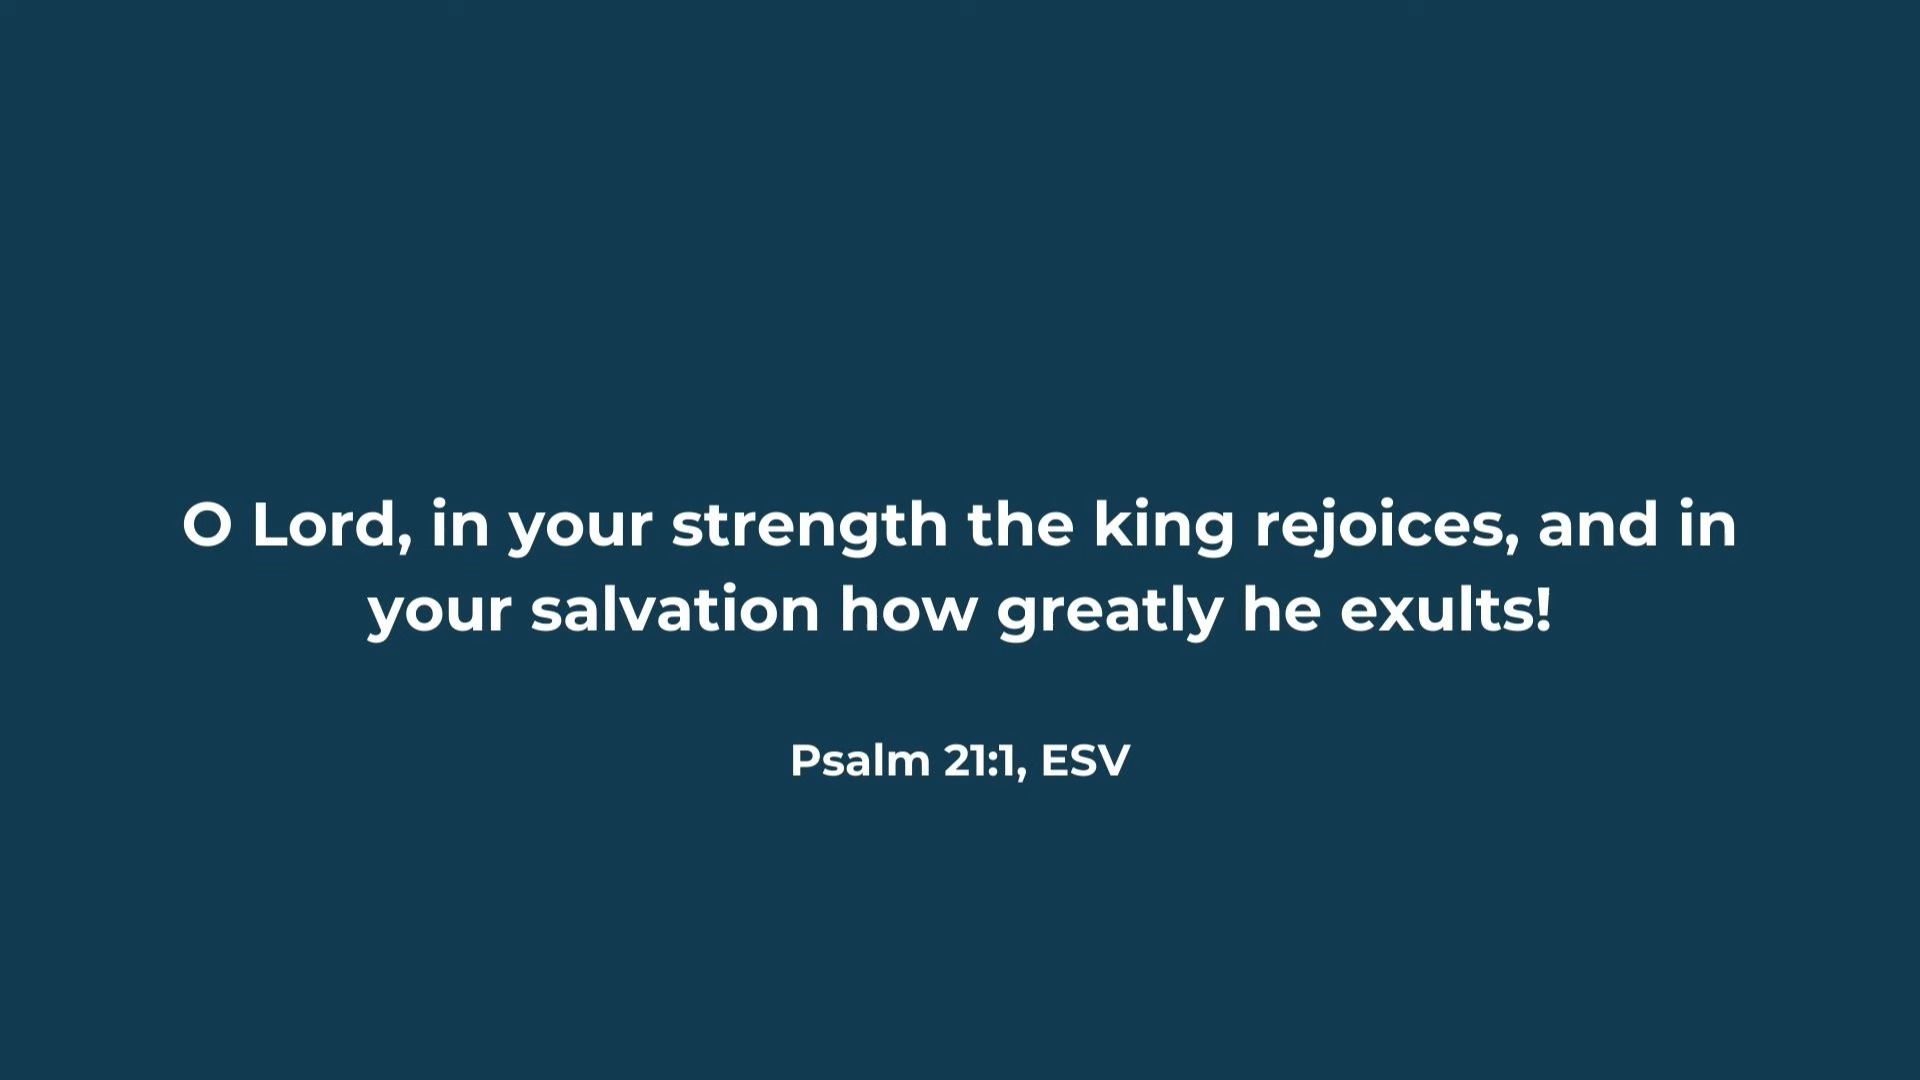 O Lord, in your strength the king rejoices, and in
your salvation how greatly he exults!
Psalm 21:1, ESV